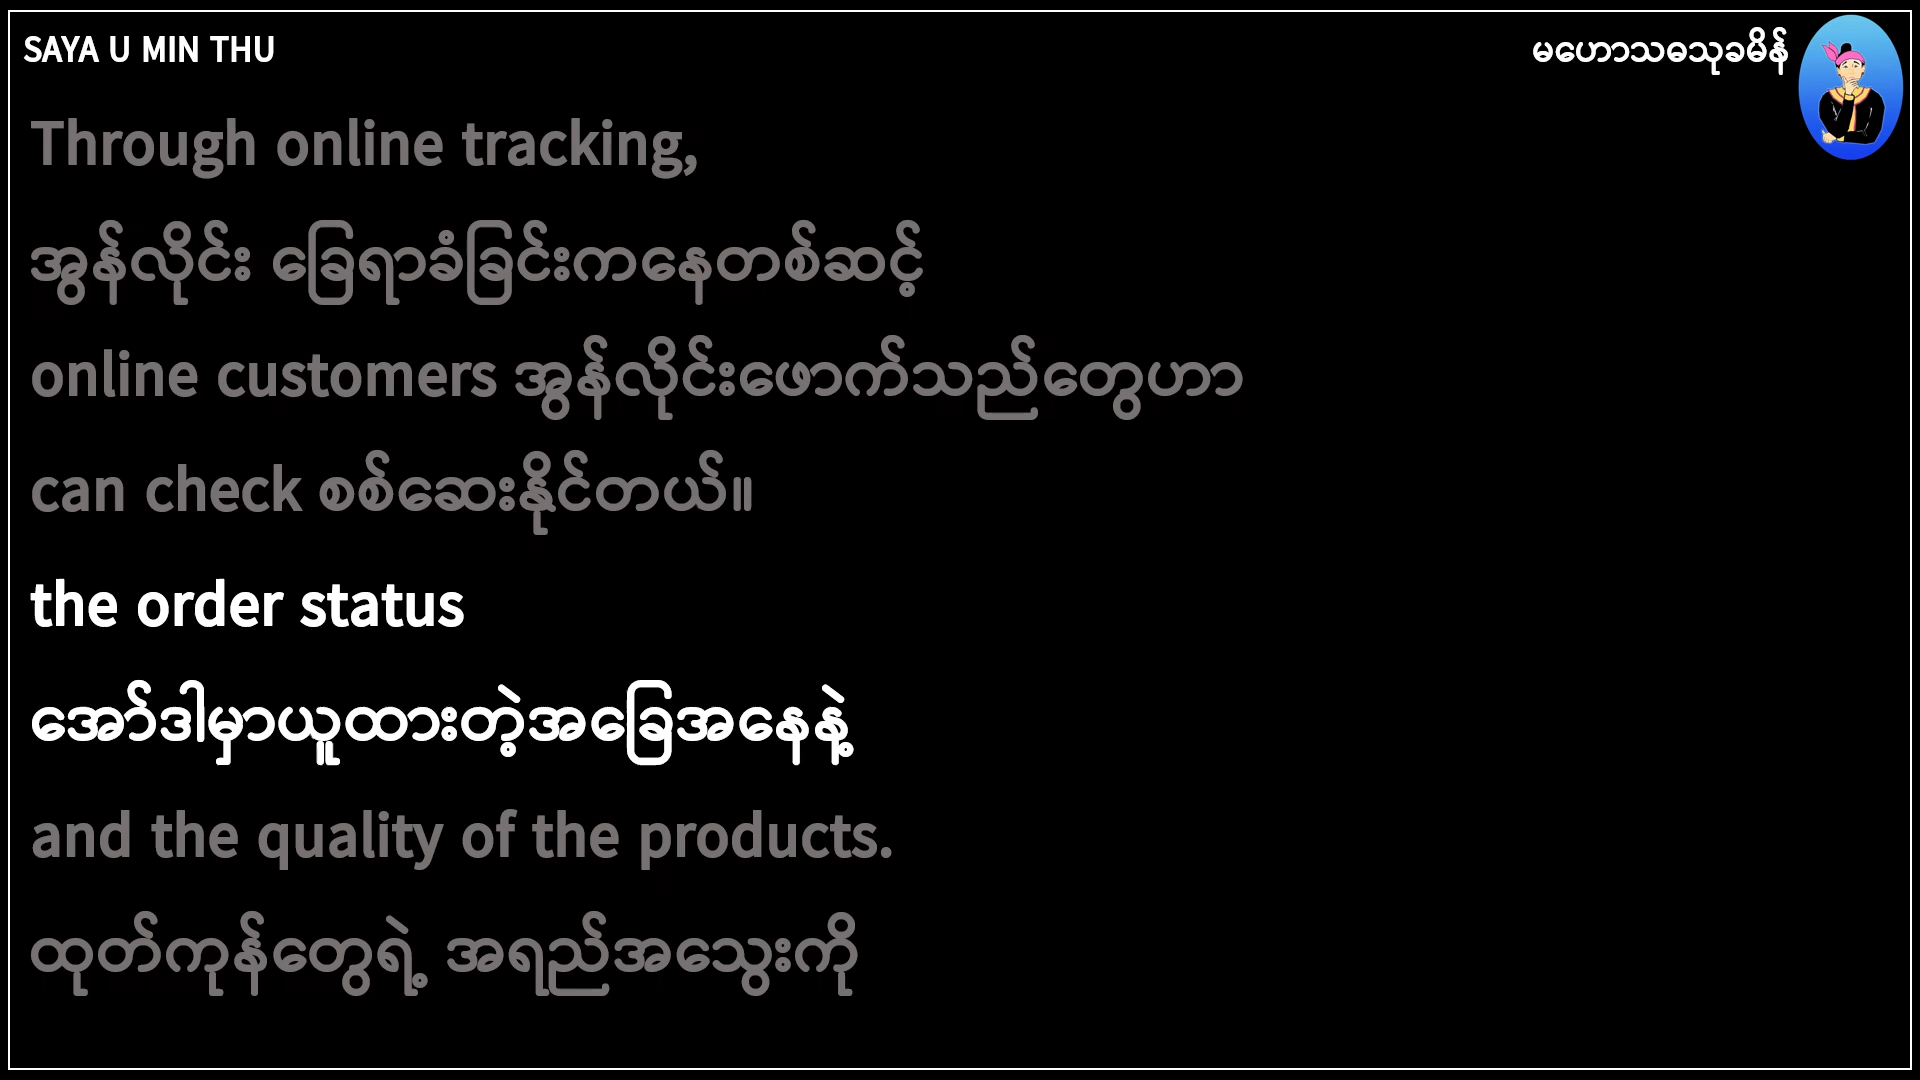 SAYA U MIN THU
မဟောသဓသုခမိန်
Through online tracking,
အွန်လိုင်း ခြေရာခံခြင်းကနေတစ်ဆင့်
online customers အွန်လိုင်းဖောက်သည်တွေဟာ
can check စစ်ဆေးနိုင်တယ်။
the order status
အော်ဒါမှာယူထားတဲ့အခြေအနေနဲ့
and the quality of the products.
ထုတ်ကုန်တွေရဲ့ အရည်အသွေးကို